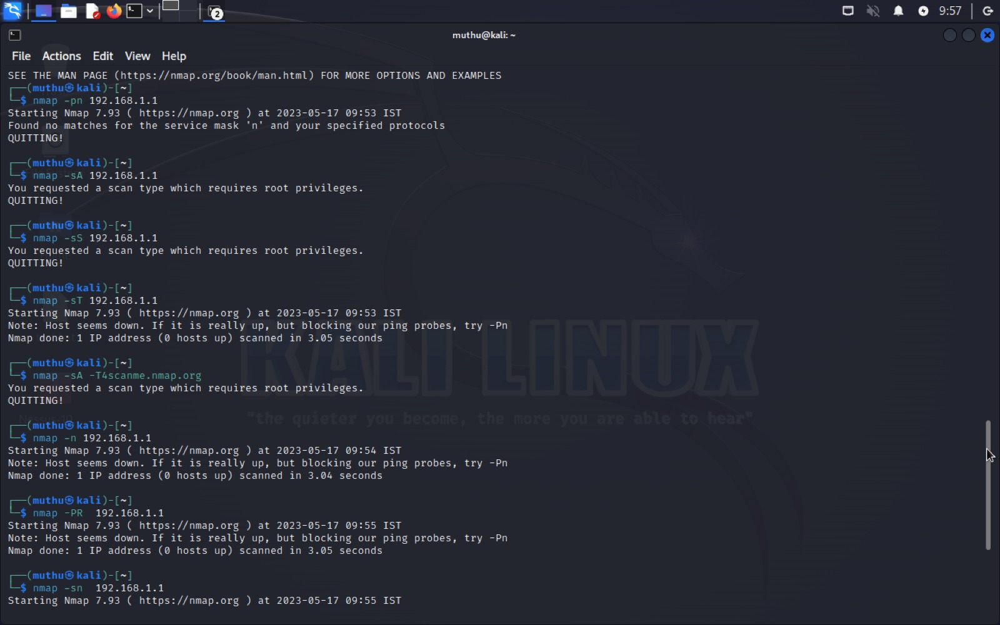 2
9:57
muthu@kali: ~
File Actions Edit View Help
SEE THE MAN PAGE (https://nmap.org/book/man.html) FOR MORE OPTIONS AND EXAMPLES
┌──(muthu㉿kali)-[~]
└─$ nmap -pn 192.168.1.1
Starting Nmap 7.93 ( https://nmap.org ) at 2023-05-17 09:53 IST
Found no matches for the service mask 'n' and your specified protocols
QUITTING!
┌──(muthu㉿kali)-[~]
└─$ nmap -sA 192.168.1.1
You requested a scan type which requires root privileges.
QUITTING!
┌──(muthu㉿kali)-[~]
└─$ nmap -sS 192.168.1.1
You requested a scan type which requires root privileges.
QUITTING!
┌──(muthu㉿kali)-[~]
└─$ nmap -sT 192.168.1.1
Starting Nmap 7.93 ( https://nmap.org ) at 2023-05-17 09:53 IST
Note: Host seems down. If it is really up, but blocking our ping probes, try -Pn
Nmap done: 1 IP address (0 hosts up) scanned in 3.05 seconds
┌──(muthu㉿kali)-[~]
└─$ nmap -sA -T4scanme.nmap.org
You requested a scan type which requires root privileges.
QUITTING!
┌──(muthu㉿kali)-[~]
└─$ nmap -n 192.168.1.1
Starting Nmap 7.93 ( https://nmap.org ) at 2023-05-17 09:54 IST
Note: Host seems down. If it is really up, but blocking our ping probes, try -Pn
Nmap done: 1 IP address (0 hosts up) scanned in 3.04 seconds
┌──(muthu㉿kali)-[~]
└─$ nmap -PR  192.168.1.1
Starting Nmap 7.93 ( https://nmap.org ) at 2023-05-17 09:55 IST
Note: Host seems down. If it is really up, but blocking our ping probes, try -Pn
Nmap done: 1 IP address (0 hosts up) scanned in 3.05 seconds
┌──(muthu㉿kali)-[~]
└─$ nmap -sn  192.168.1.1
Starting Nmap 7.93 ( https://nmap.org ) at 2023-05-17 09:55 IST
KALI LINUX
"the quieter you become, the more you are able to hear"